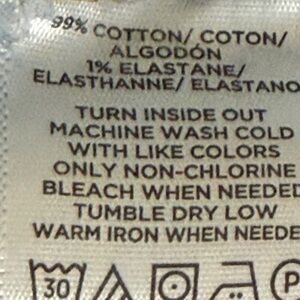 99% COTTON/ COTON/
ALGODÓN
1% ELASTANE/
ELASTHANNE/ ELASTANO
TURN INSIDE OUT
MACHINE WASH COLD
WITH LIKE COLORS
ONLY NON-CHLORINE
BLEACH WHEN NEEDED
TUMBLE DRY LOW
WARM IRON WHEN NEEDE
30 P